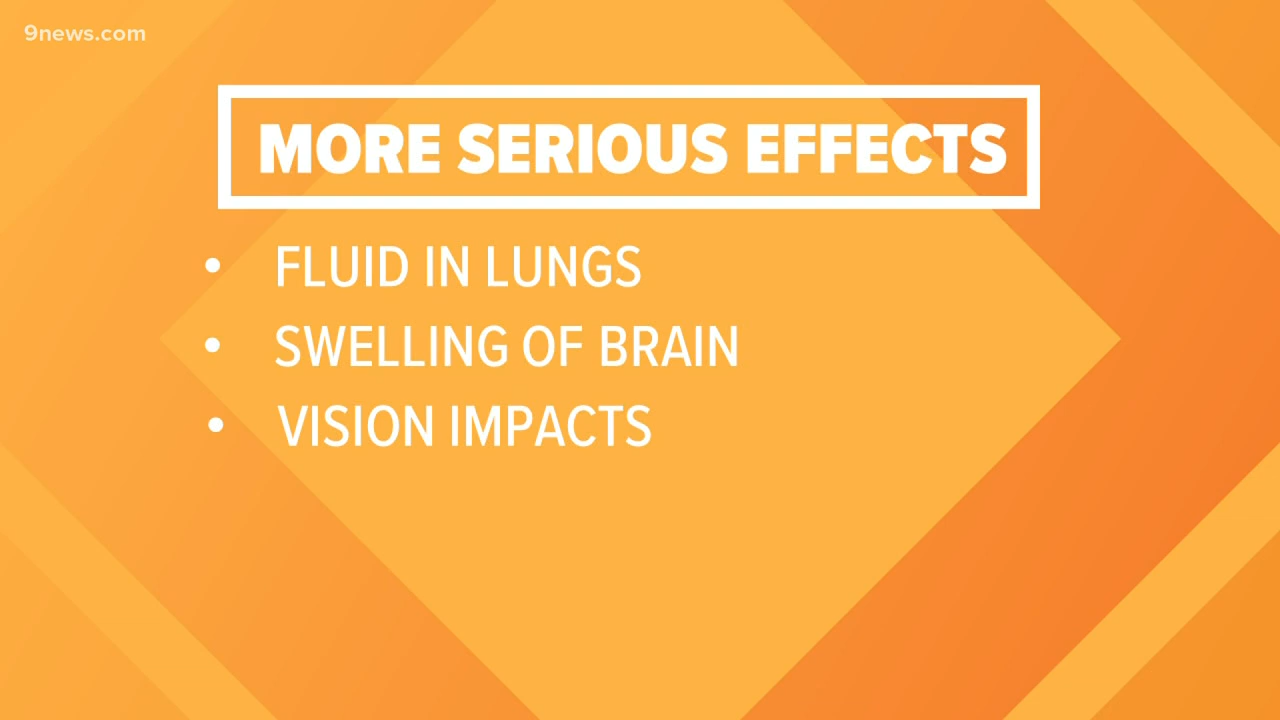 9news.com
MORE SERIOUS EFFECTS
• FLUID IN LUNGS
• SWELLING OF BRAIN
• VISION IMPACTS